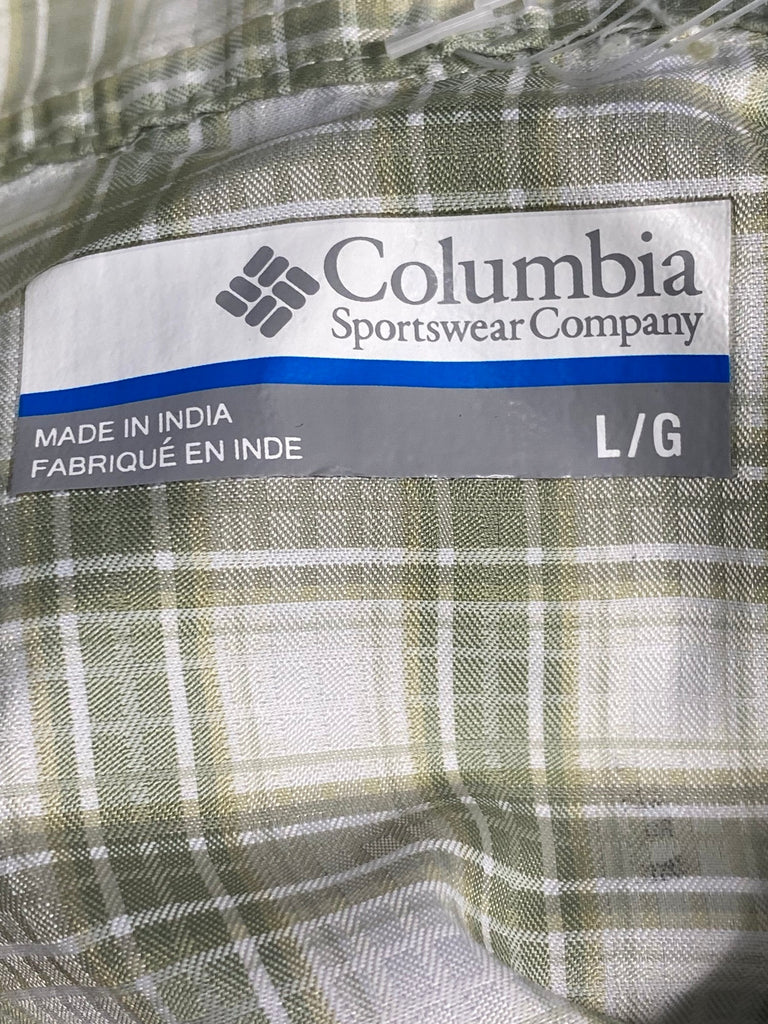 Columbia
Sportswear Company
MADE IN INDIA
FABRIQUÉ EN INDE
L/G